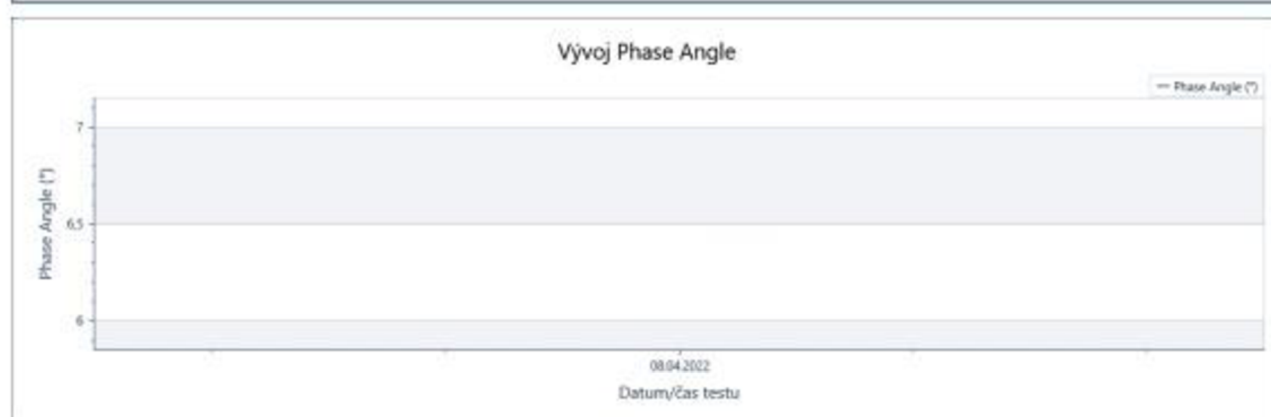 Vývoj Phase Angle
Phase Angle (°)
7
6.5
6
Phase Angle (°)
08.04.2022
Datum/čas testu